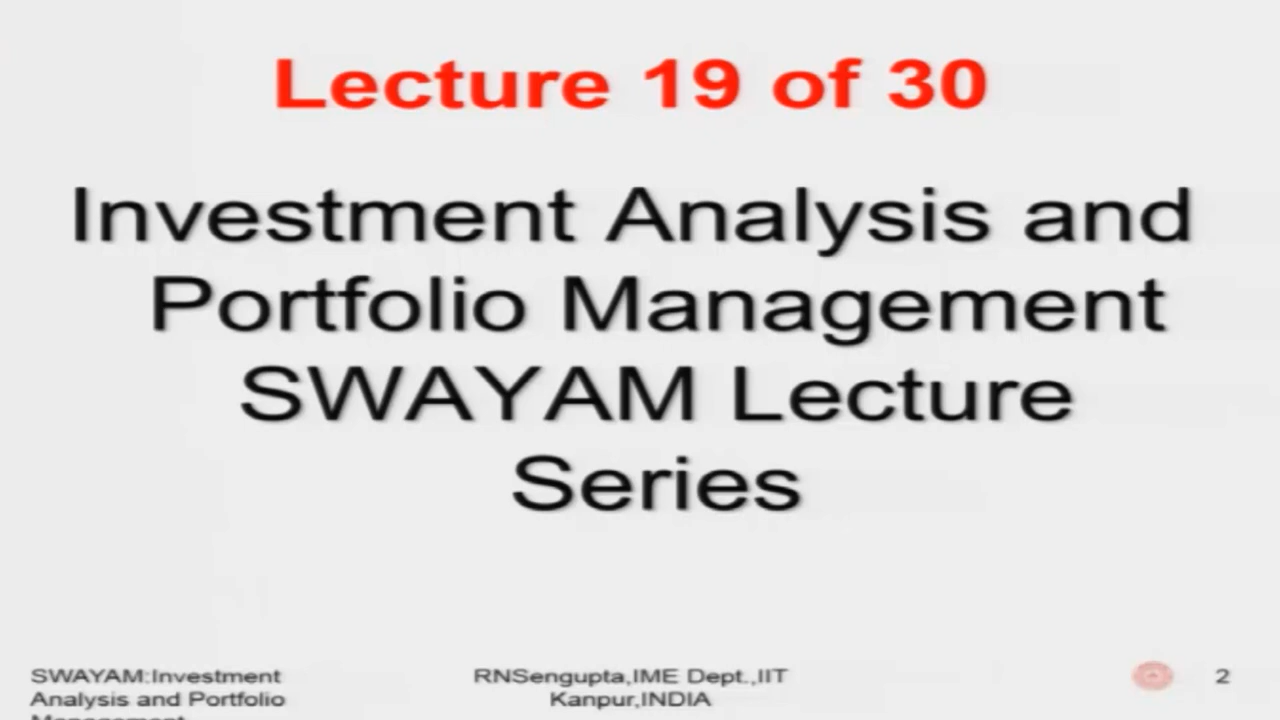 Lecture 19 of 30
Investment Analysis and
Portfolio Management
SWAYAM Lecture
Series
SWAYAM:Investment
Analysis and Portfolio
Management
RNSengupta,IME Dept.,IIT
Kanpur,INDIA
2